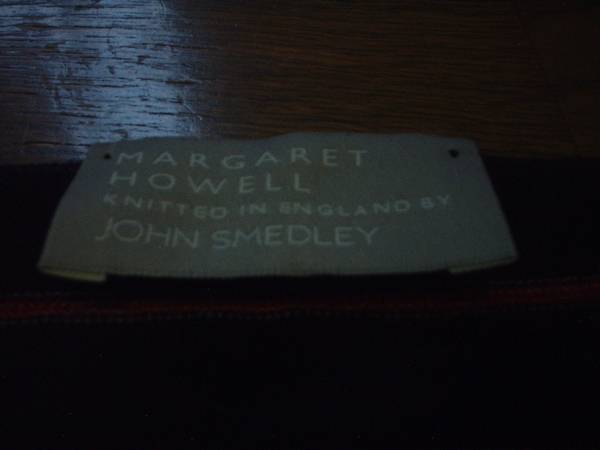 MARGARET
HOWELL
KNITTED IN ENGLAND BY
JOHN SMEDLEY